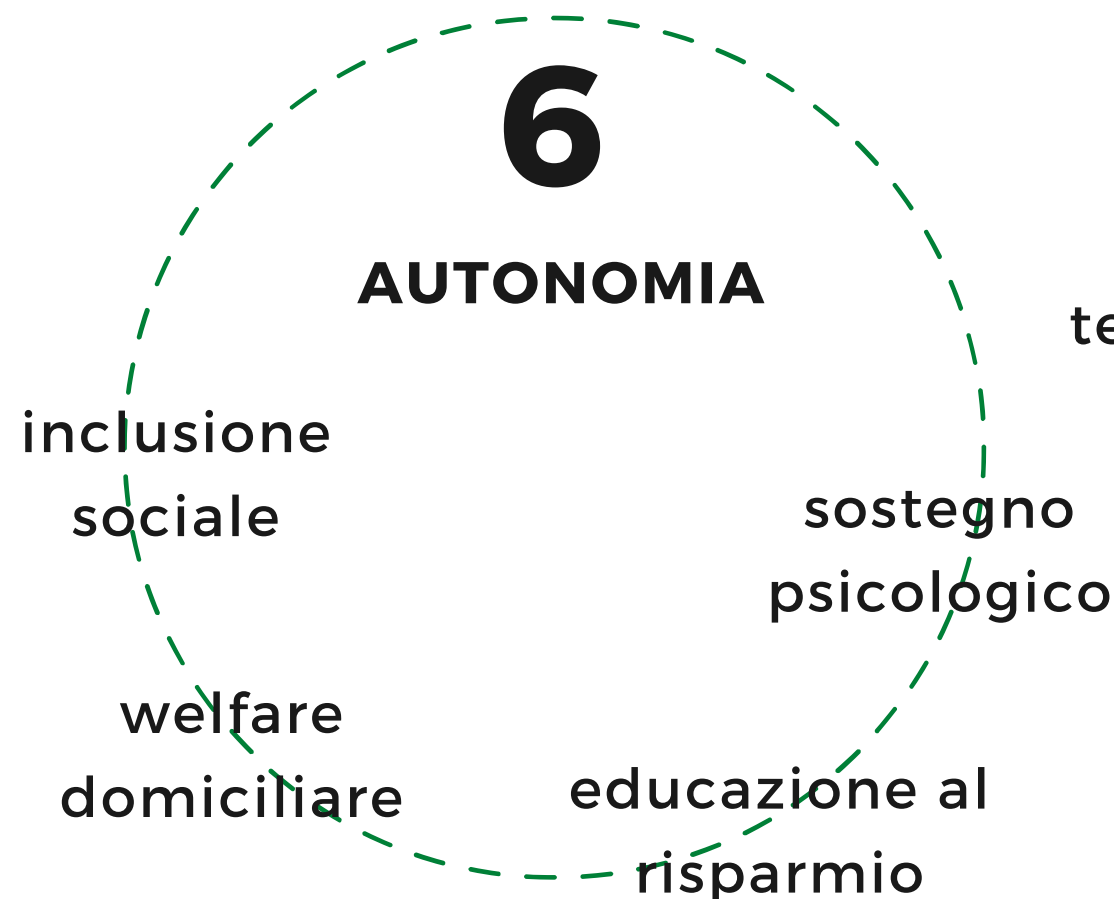 6
AUTONOMIA
inclusione
sociale
sostegno
psicologico
welfare
domiciliare
educazione al
risparmio